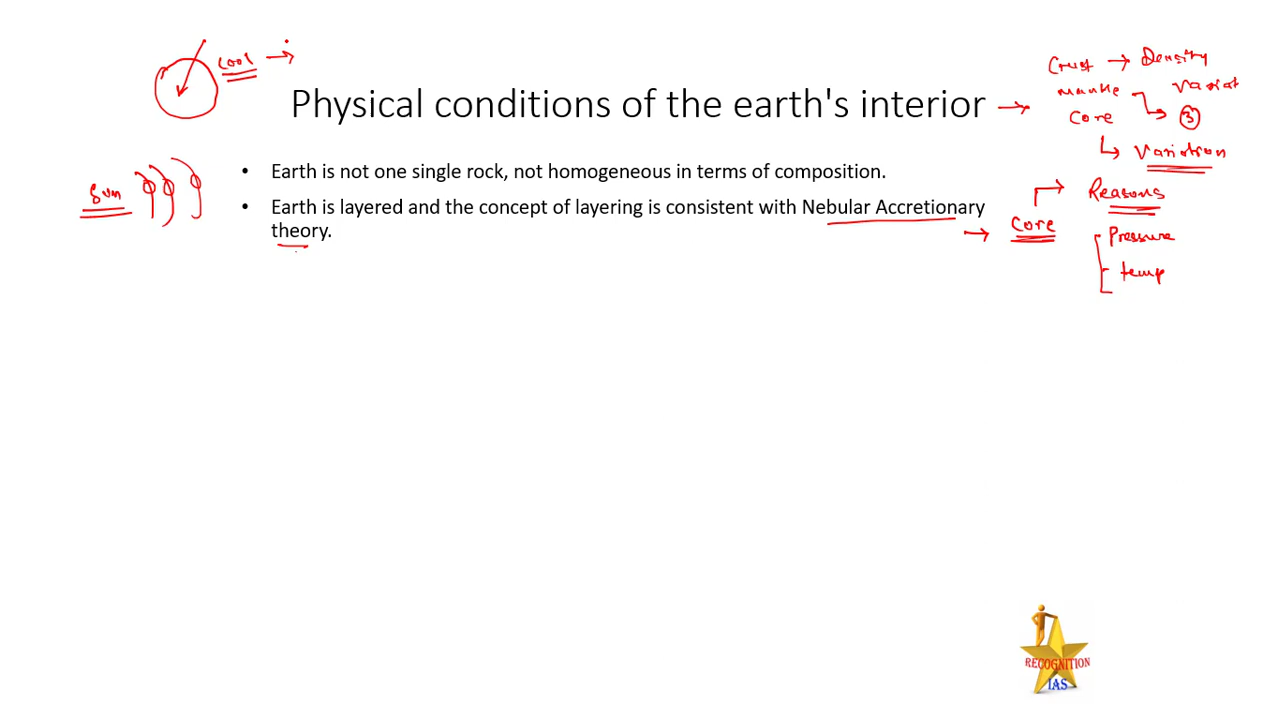 Cool →
Physical conditions of the earth's interior →
Crust → Density
Variat
Mantle
③
Core
Variation
Sun
• Earth is not one single rock, not homogeneous in terms of composition.
• Earth is layered and the concept of layering is consistent with Nebular Accretionary
theory.
→ Core
Reasons
Pressure
temp
RECOGNITION
IAS